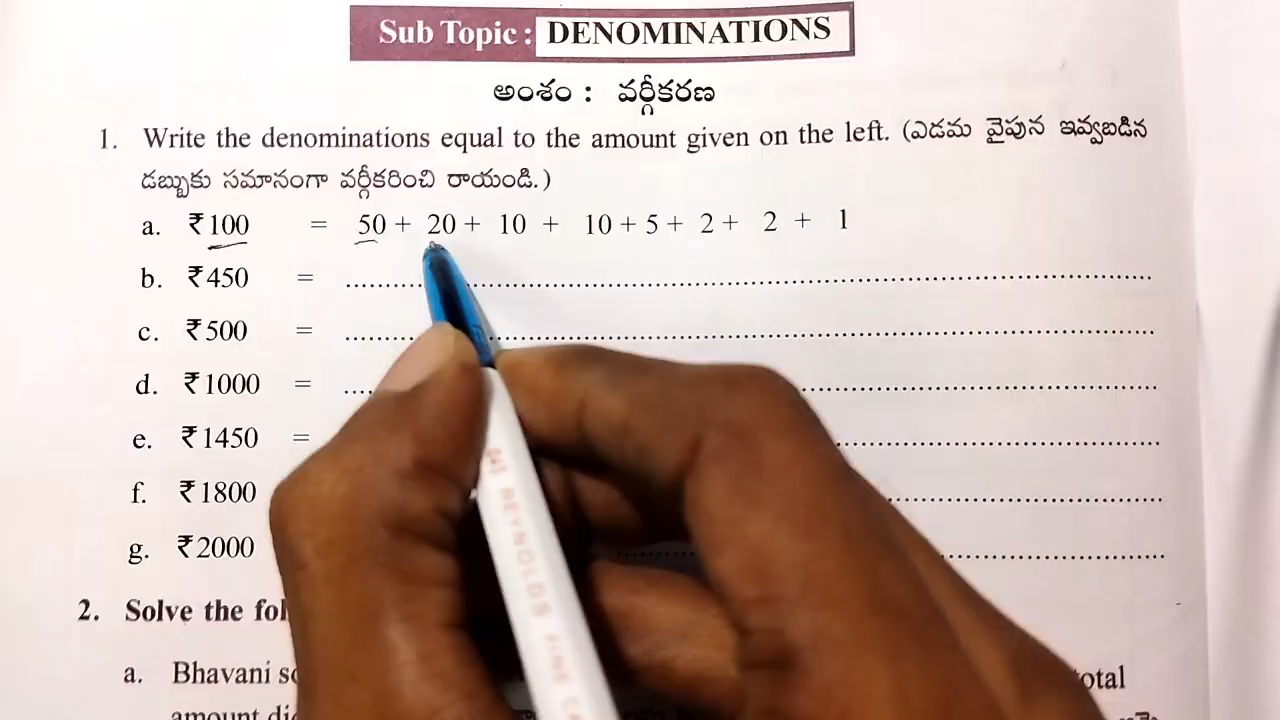 Sub Topic : DENOMINATIONS
అంశం : వర్గీకరణ
1. Write the denominations equal to the amount given on the left. (ఎడమ వైపున ఇవ్వబడిన
డబ్బుకు సమానంగా వర్గీకరించి రాయండి.)
a. ₹100 = 50 + 20 + 10 + 10 + 5 + 2 + 2 + 1
b. ₹450 = ..........
c. ₹500 = ..........
d. ₹1000 = ..........
e. ₹1450 = ..........
f. ₹1800 ..........
g. ₹2000 ..........
2. Solve the
a. Bhavani
amount
REYNOLDS FINE